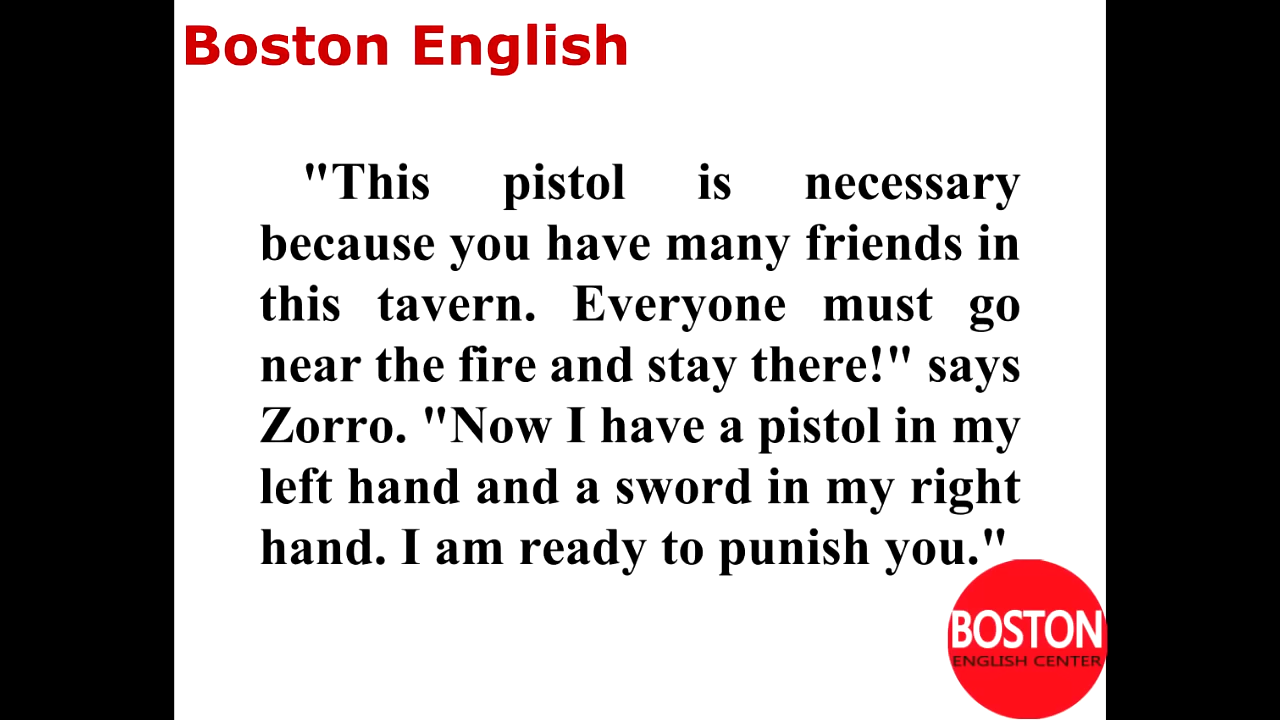 Boston English
"This pistol is necessary
because you have many friends in
this tavern. Everyone must go
near the fire and stay there!" says
Zorro. "Now I have a pistol in my
left hand and a sword in my right
hand. I am ready to punish you."
BOSTON
ENGLISH CENTER